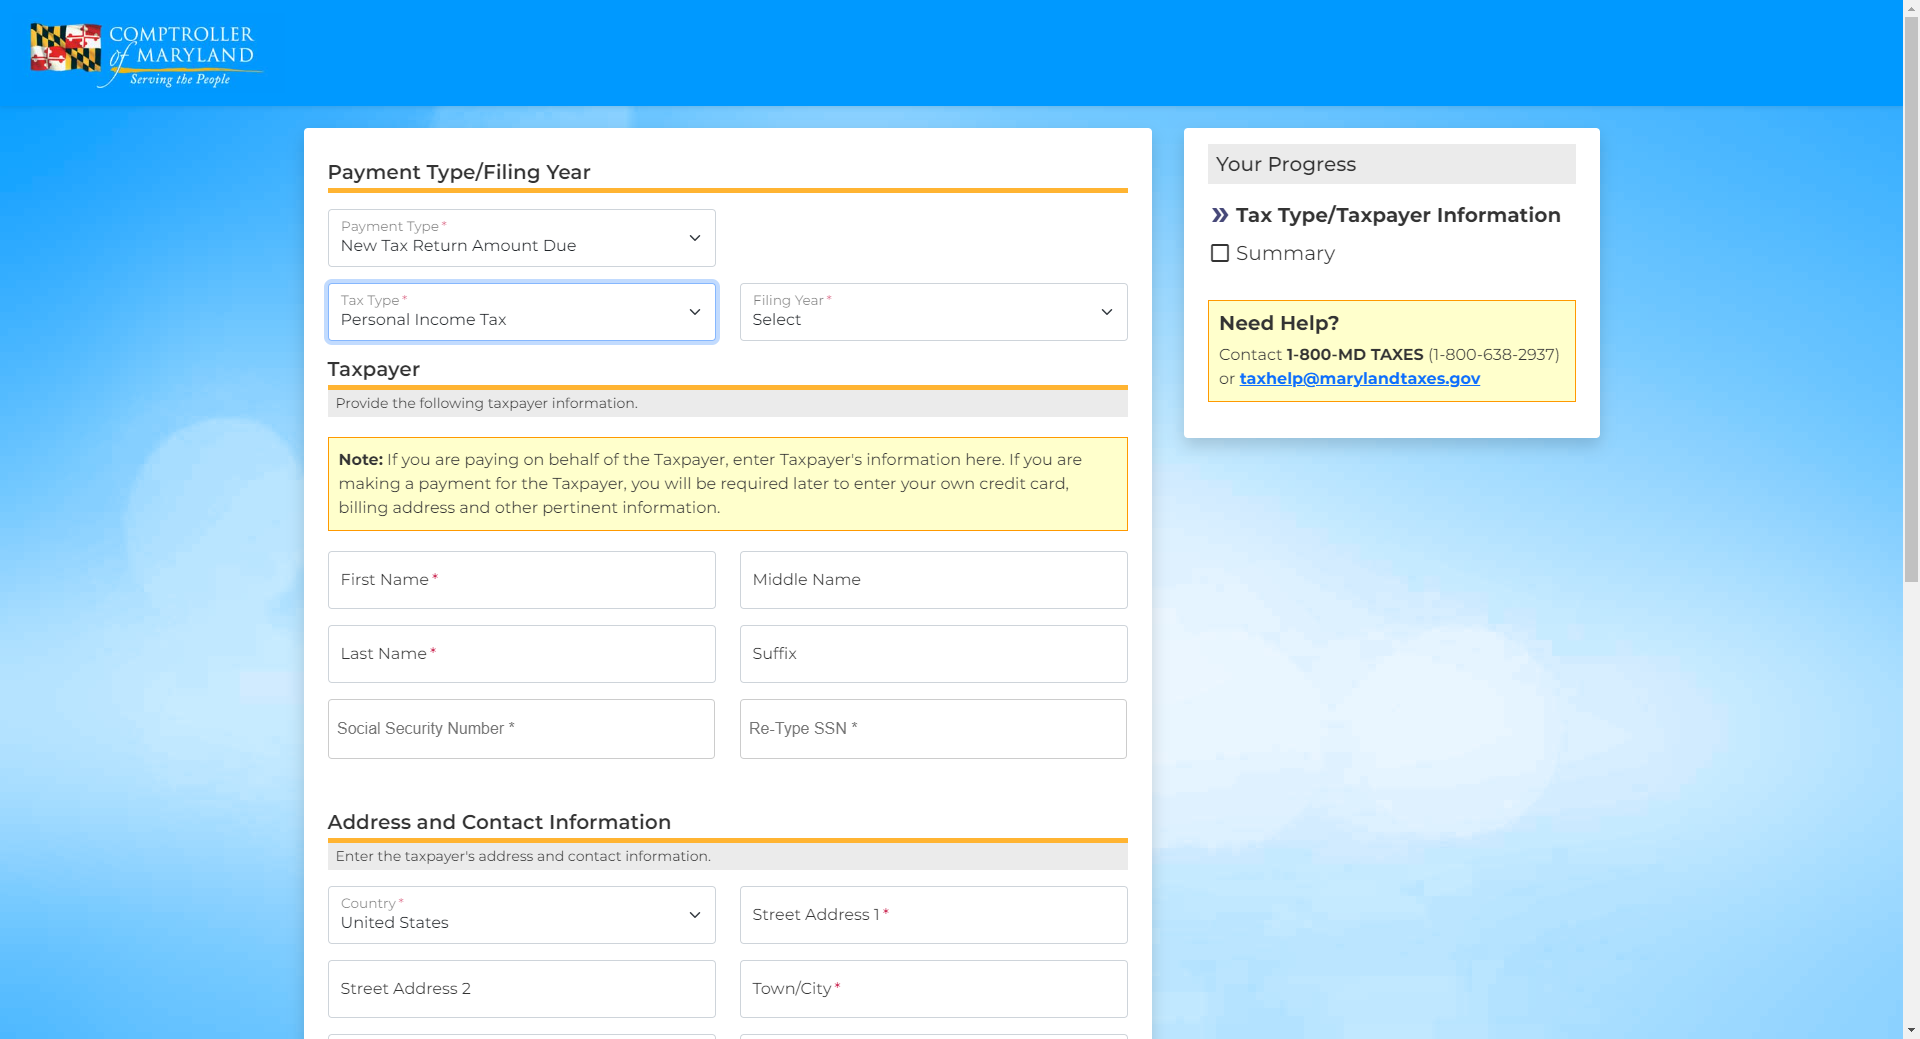 COMPTROLLER
of MARYLAND
Serving the People
Payment Type/Filing Year
Payment Type *
New Tax Return Amount Due
Tax Type *
Personal Income Tax
Filing Year *
Select
Taxpayer
Provide the following taxpayer information.
Note: If you are paying on behalf of the Taxpayer, enter Taxpayer's information here. If you are
making a payment for the Taxpayer, you will be required later to enter your own credit card,
billing address and other pertinent information.
First Name *
Middle Name
Last Name *
Suffix
Social Security Number *
Re-Type SSN *
Address and Contact Information
Enter the taxpayer's address and contact information.
Country *
United States
Street Address 1 *
Street Address 2
Town/City *
Your Progress
Tax Type/Taxpayer Information
Summary
Need Help?
Contact 1-800-MD TAXES (1-800-638-2937)
or taxhelp@marylandtaxes.gov